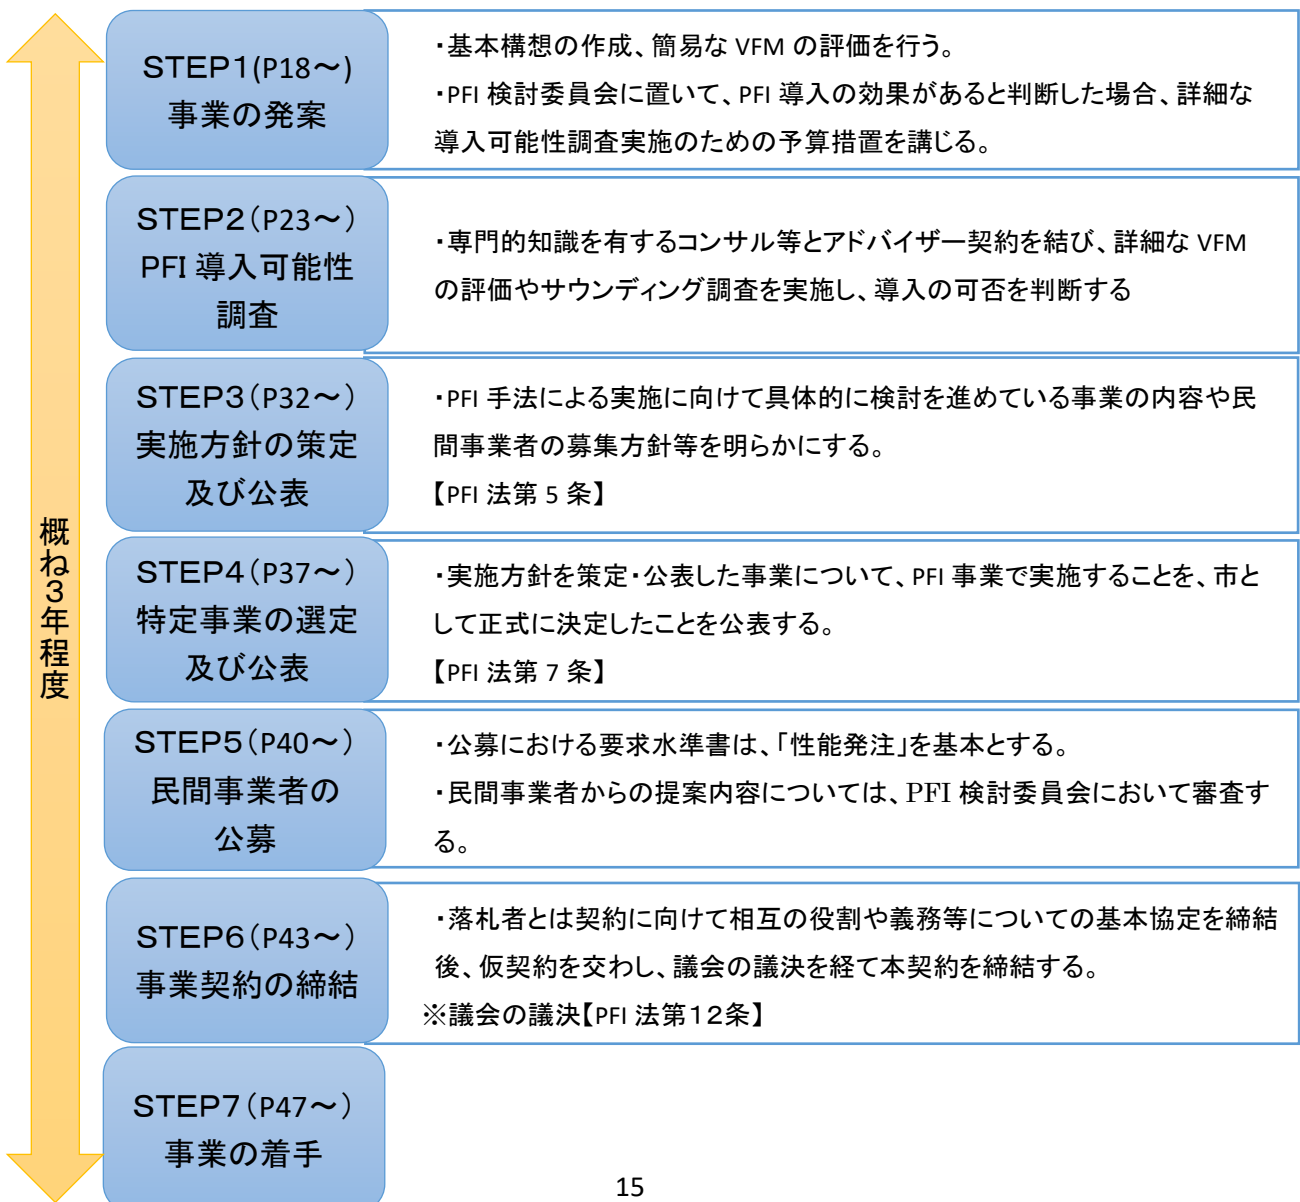 概ね３年程度
STEP1(P18～)
事業の発案
・基本構想の作成、簡易な VFM の評価を行う。
・PFI 検討委員会に置いて、PFI 導入の効果があると判断した場合、詳細な
導入可能性調査実施のための予算措置を講じる。
STEP2（P23～）
PFI 導入可能性
調査
・専門的知識を有するコンサル等とアドバイザー契約を結び、詳細な VFM
の評価やサウンディング調査を実施し、導入の可否を判断する
STEP3（P32～）
実施方針の策定
及び公表
・PFI 手法による実施に向けて具体的に検討を進めている事業の内容や民
間事業者の募集方針等を明らかにする。
【PFI 法第 5 条】
STEP4（P37～）
特定事業の選定
及び公表
・実施方針を策定・公表した事業について、PFI 事業で実施することを、市と
して正式に決定したことを公表する。
【PFI 法第 7 条】
STEP5（P40～）
民間事業者の
公募
・公募における要求水準書は、「性能発注」を基本とする。
・民間事業者からの提案内容については、PFI 検討委員会において審査す
る。
STEP6（P43～）
事業契約の締結
・落札者とは契約に向けて相互の役割や義務等についての基本協定を締結
後、仮契約を交わし、議会の議決を経て本契約を締結する。
※議会の議決【PFI 法第１２条】
STEP7（P47～）
事業の着手
15